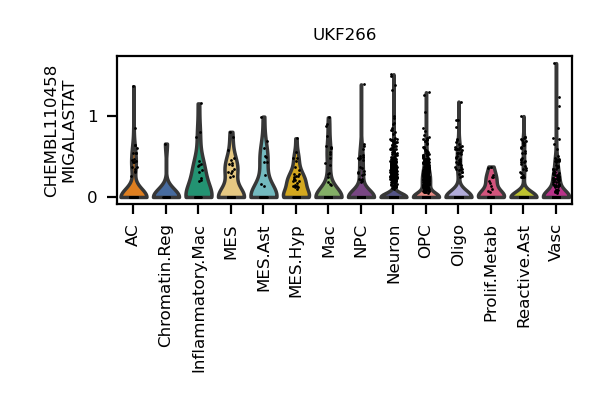 UKF266
CHEMBL110458
MIGALASTAT
1
0
AC
Chromatin.Reg
Inflammatory.Mac
MES
MES.Ast
MES.Hyp
Mac
NPC
Neuron
OPC
Oligo
Prolif.Metab
Reactive.Ast
Vasc